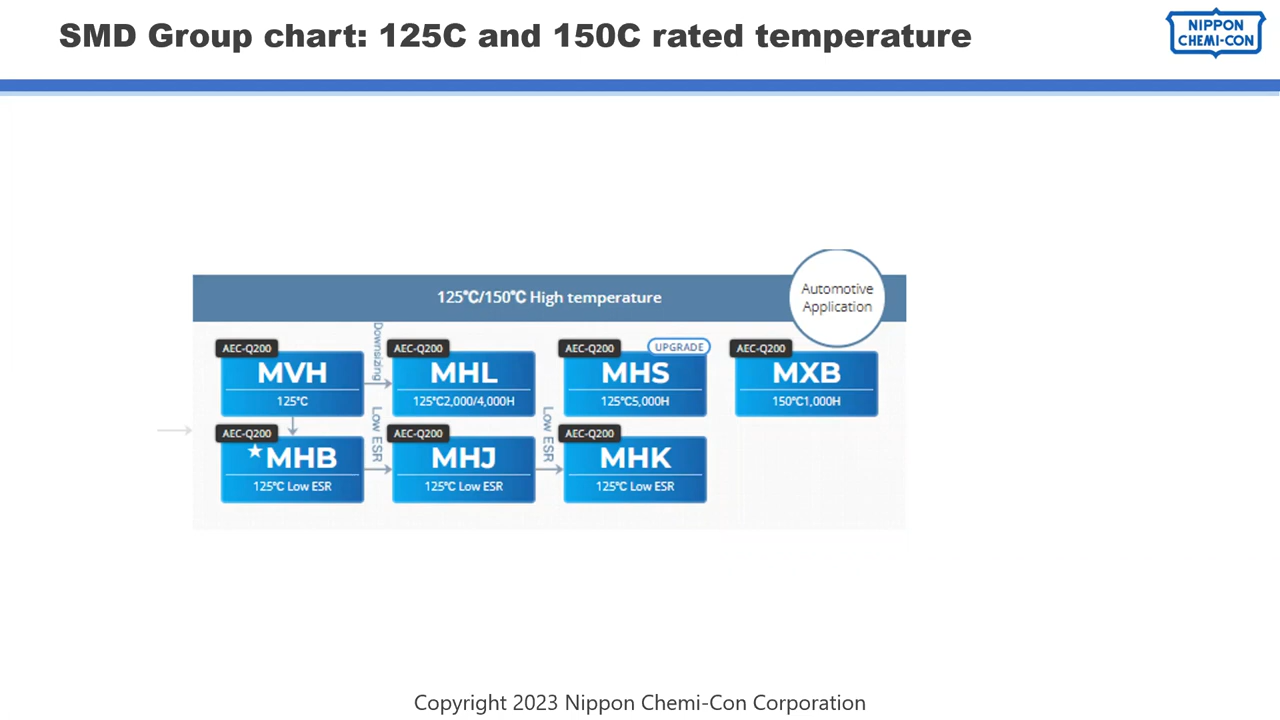 SMD Group chart: 125C and 150C rated temperature
NIPPON
CHEMI-CON
125℃/150℃ High temperature
Automotive
Application
AEC-Q200
MVH
125℃
Downsizing
AEC-Q200
MHL
125℃2,000/4,000H
AEC-Q200
UPGRADE
MHS
125℃5,000H
AEC-Q200
MXB
150℃1,000H
AEC-Q200
★MHB
125℃ Low ESR
Low ESR
AEC-Q200
MHJ
125℃ Low ESR
Low ESR
AEC-Q200
MHK
125℃ Low ESR
Copyright 2023 Nippon Chemi-Con Corporation